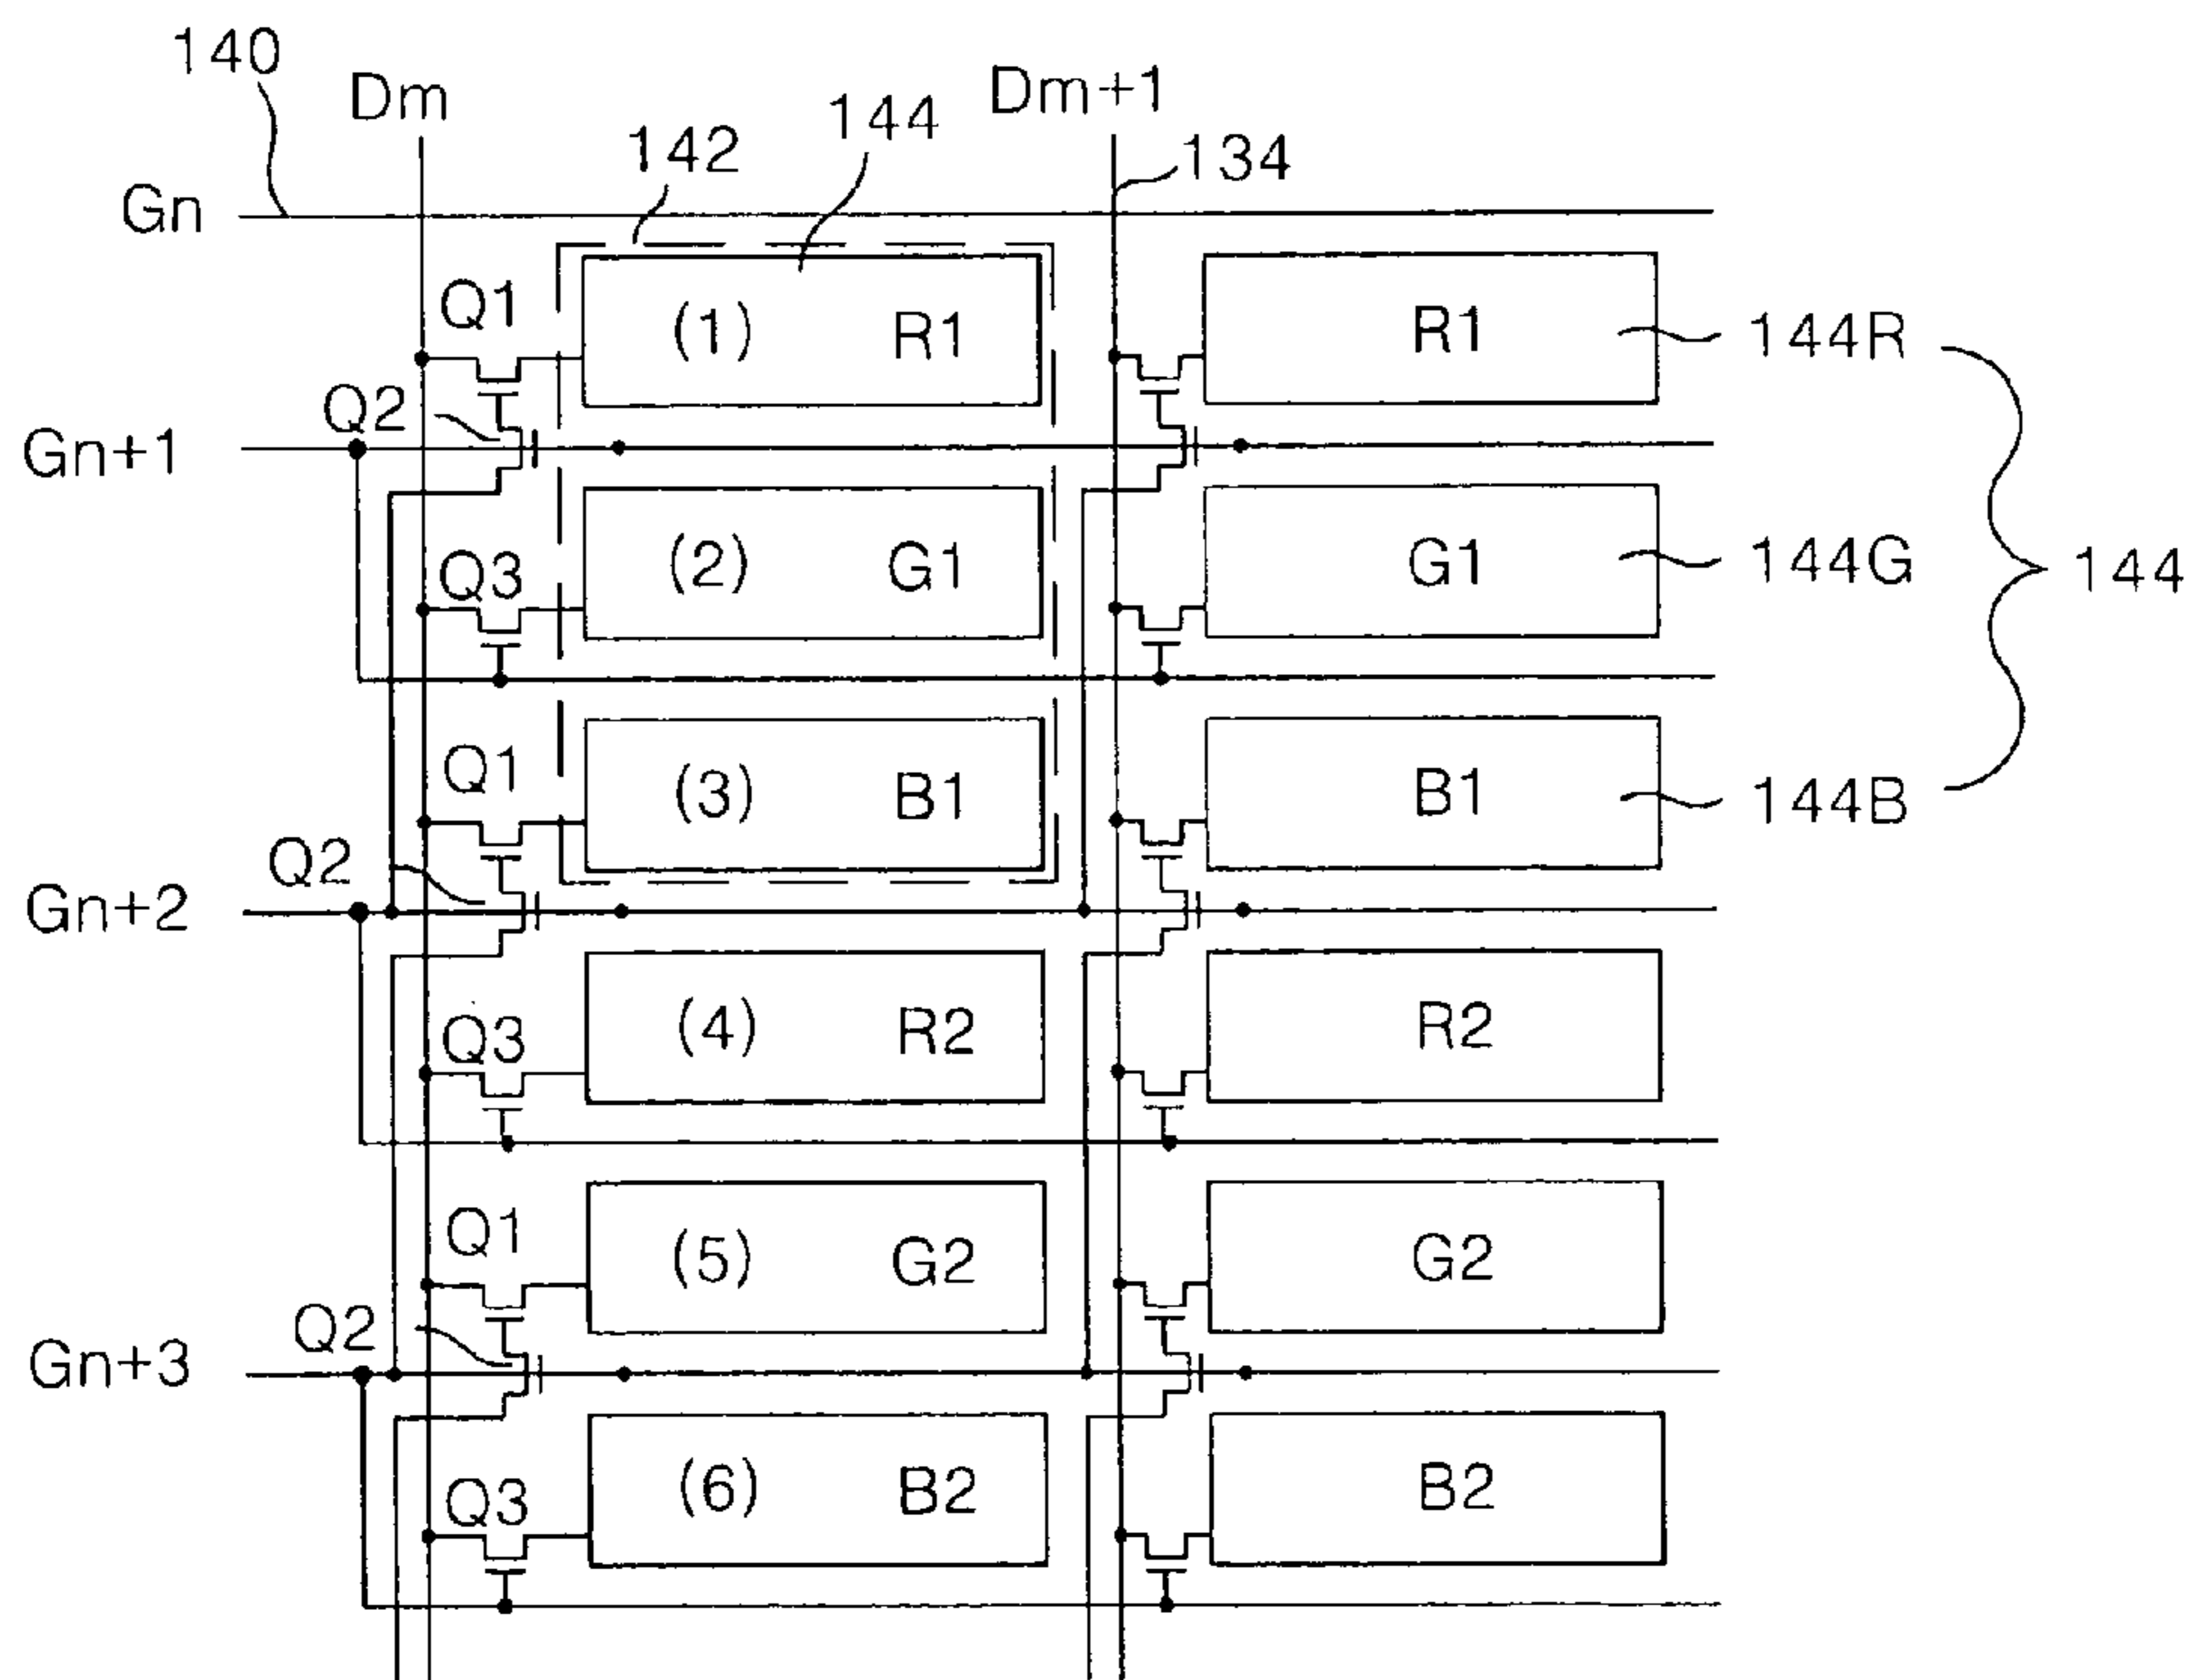 140
Dm
142
144
Dm+1
134
Gn
Q1
(1) R1
R1
144R
Q2
Gn+1
Q3
(2) G1
G1
144G
144
Q1
(3) B1
B1
144B
Q2
Gn+2
Q3
(4) R2
R2
Q1
(5) G2
G2
Q2
Gn+3
Q3
(6) B2
B2